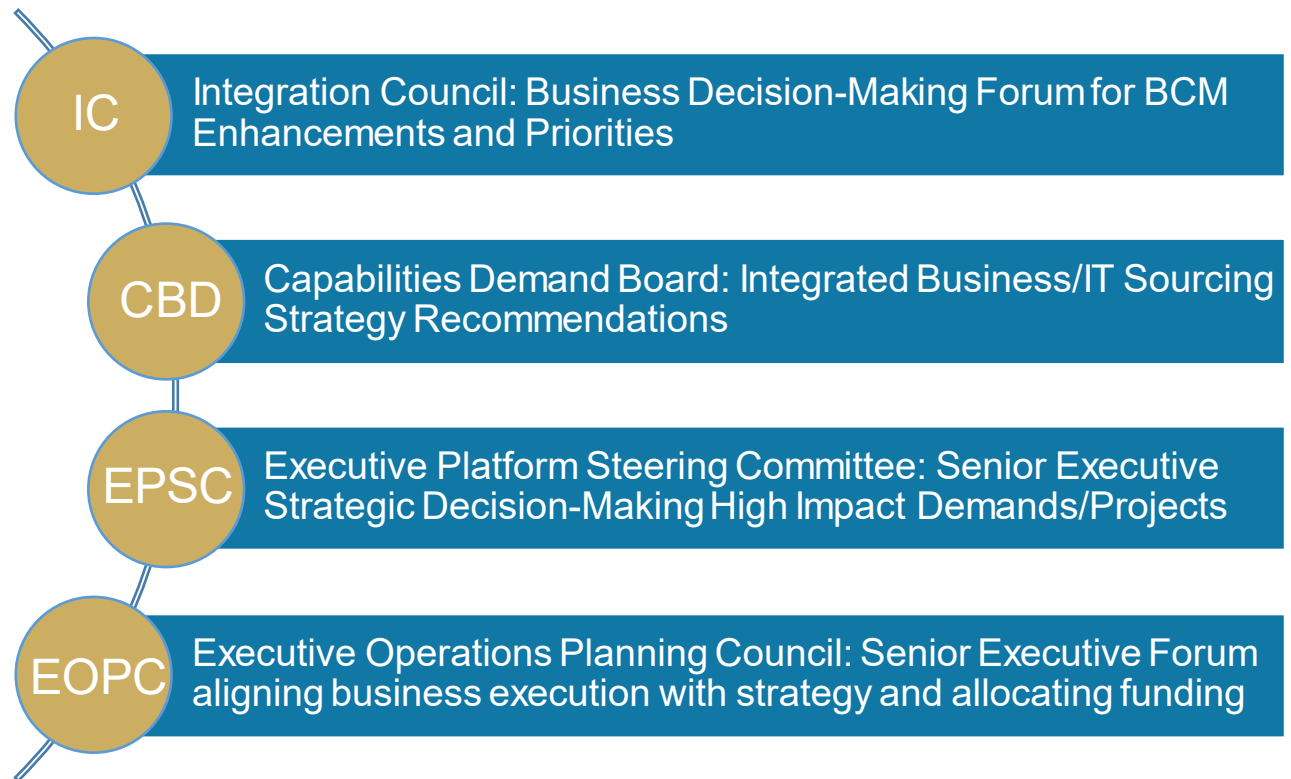 IC
Integration Council: Business Decision-Making Forum for BCM
Enhancements and Priorities
CBD
Capabilities Demand Board: Integrated Business/IT Sourcing
Strategy Recommendations
EPSC
Executive Platform Steering Committee: Senior Executive
Strategic Decision-Making High Impact Demands/Projects
EOPC
Executive Operations Planning Council: Senior Executive Forum
aligning business execution with strategy and allocating funding